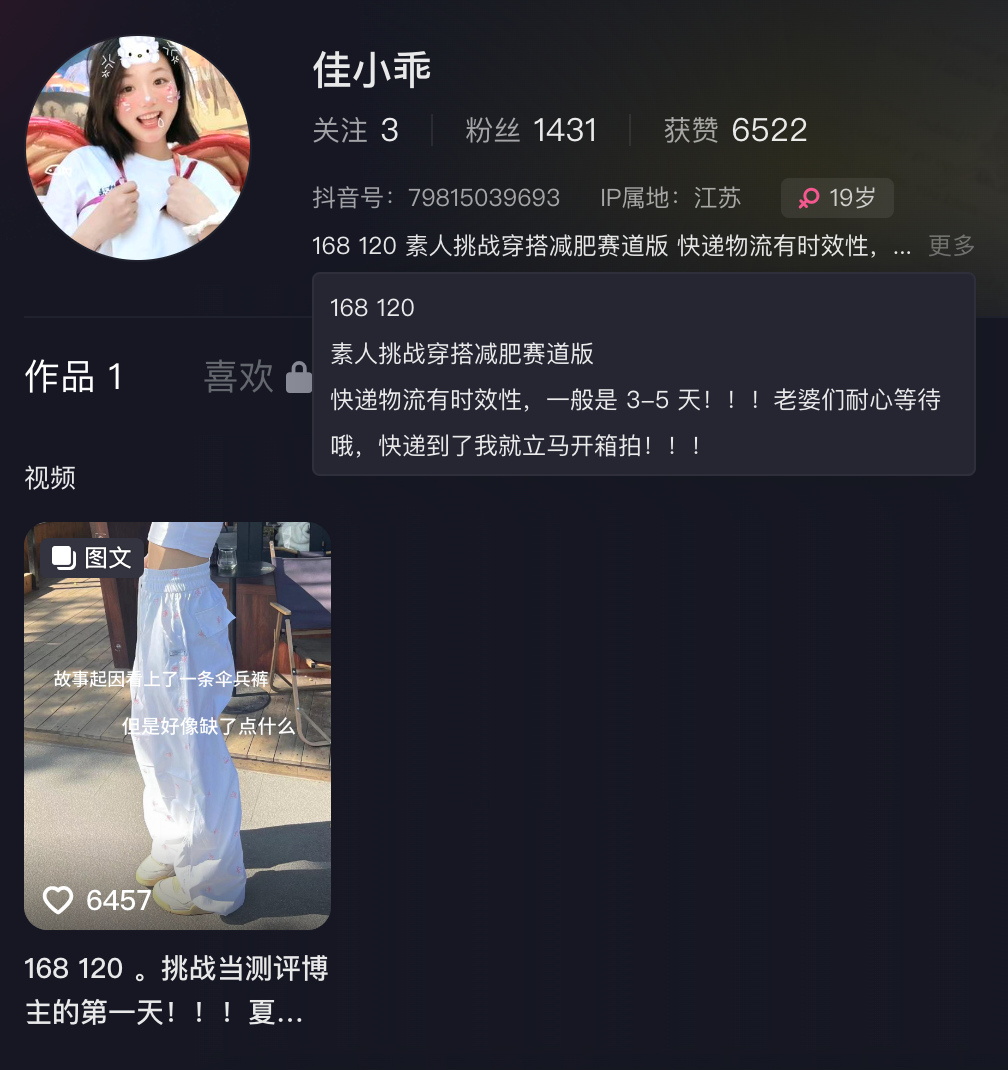 佳小乖
关注 3 粉丝 1431 获赞 6522
抖音号：79815039693 IP属地：江苏 19岁
168 120 素人挑战穿搭减肥赛道版 快递物流有时效性，... 更多
168 120
素人挑战穿搭减肥赛道版
快递物流有时效性，一般是 3–5 天！！！老婆们耐心等待
哦，快递到了我就立马开箱拍！！！
作品 1 喜欢
视频
图文
故事起因看上了一条伞兵裤
但是好像缺了点什么
6457
168 120 。挑战当测评博
主的第一天！！！夏...